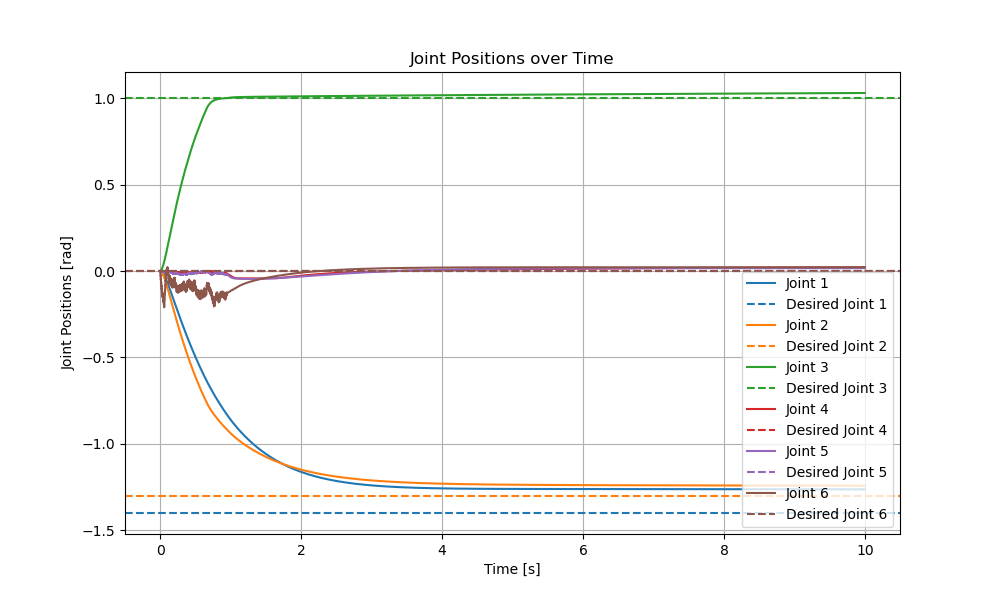 Joint Positions over Time
Joint Positions [rad]
1.0
0.5
0.0
−0.5
−1.0
−1.5
0 2 4 6 8 10
Time [s]
Joint 1
Desired Joint 1
Joint 2
Desired Joint 2
Joint 3
Desired Joint 3
Joint 4
Desired Joint 4
Joint 5
Desired Joint 5
Joint 6
Desired Joint 6